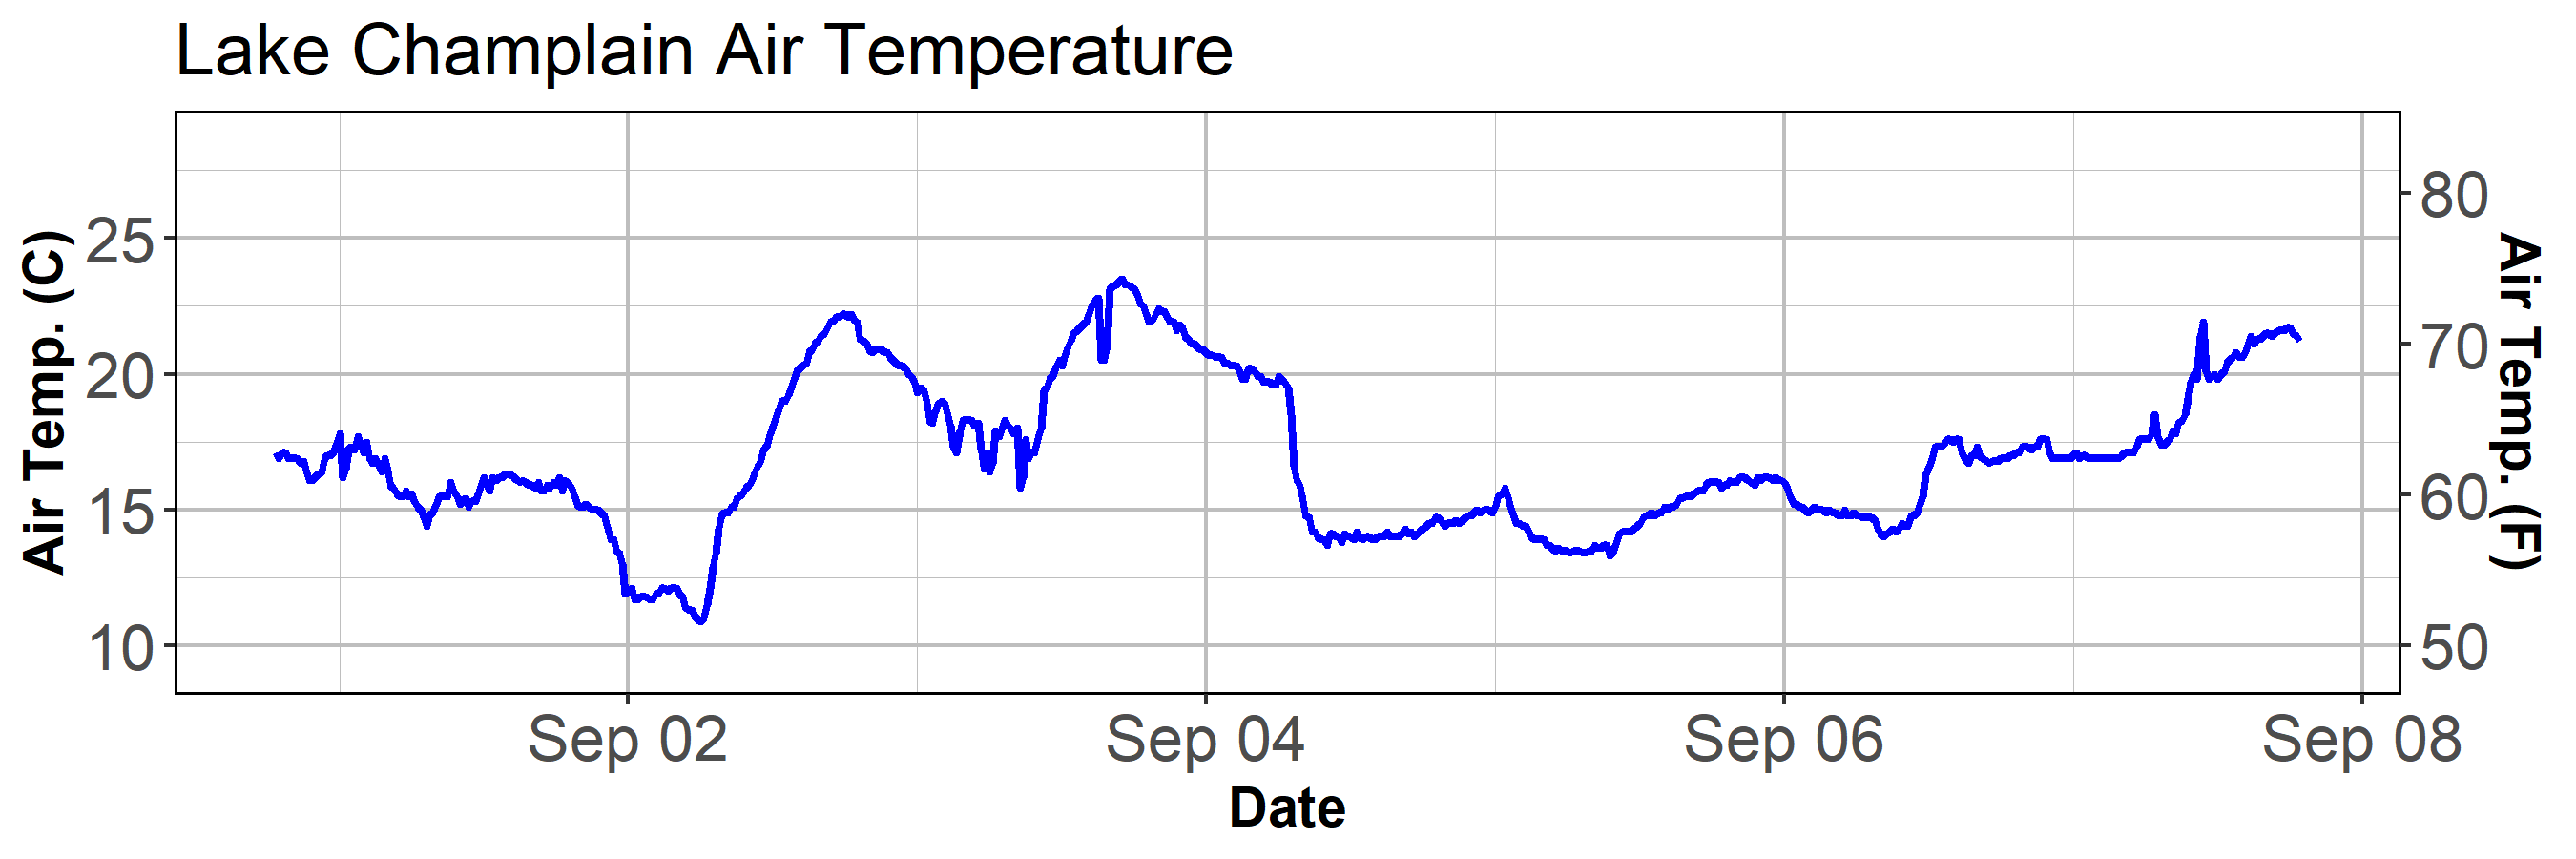 Lake Champlain Air Temperature
Air Temp. (C)
25
20
15
10
80
70
60
50
Air Temp. (F)
Sep 02
Sep 04
Sep 06
Sep 08
Date